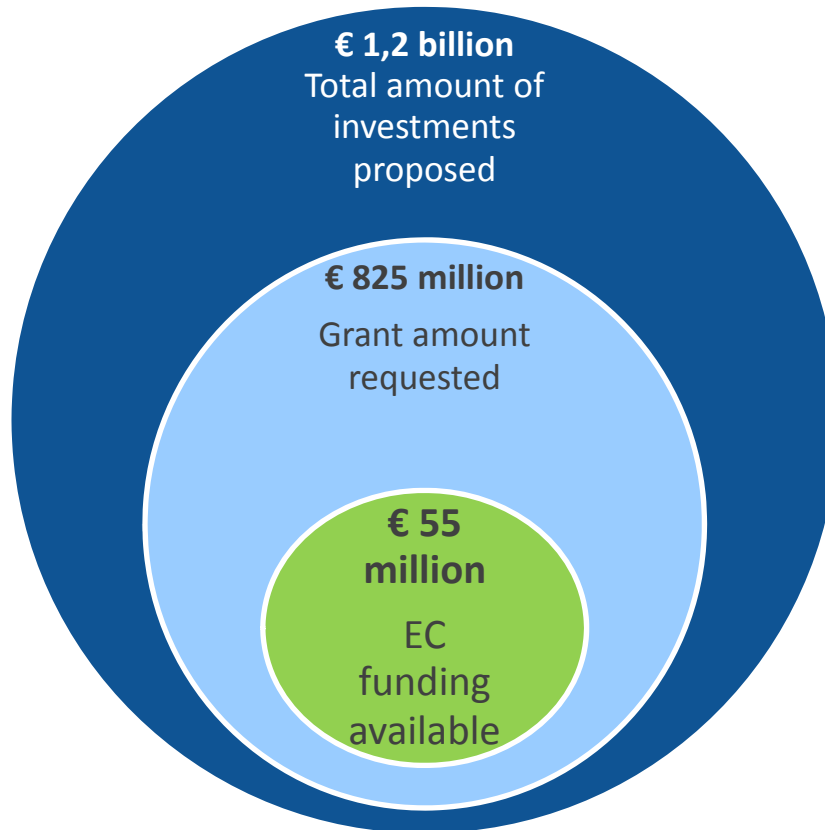 € 1,2 billion
Total amount of
investments
proposed
€ 825 million
Grant amount
requested
€ 55
million
EC
funding
available